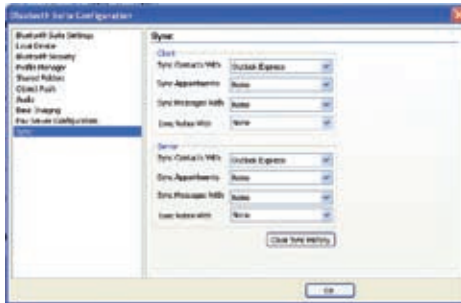 Bluetooth Suite Configuration
Bluetooth Suite Settings
Local Device
Bluetooth Security
Profile Manager
Shared Folders
Object Push
Audio
Basic Imaging
Fax Server Configuration
Sync
Sync
Client
Sync Contacts With Outlook Express
Sync Appointments None
Sync Messages With None
Sync Notes With None
Server
Sync Contacts With Outlook Express
Sync Appointments None
Sync Messages With None
Sync Notes With None
Clear Sync History
OK